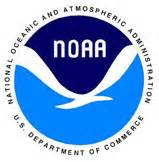 NATIONAL OCEANIC AND ATMOSPHERIC ADMINISTRATION
NOAA
U.S. DEPARTMENT OF COMMERCE